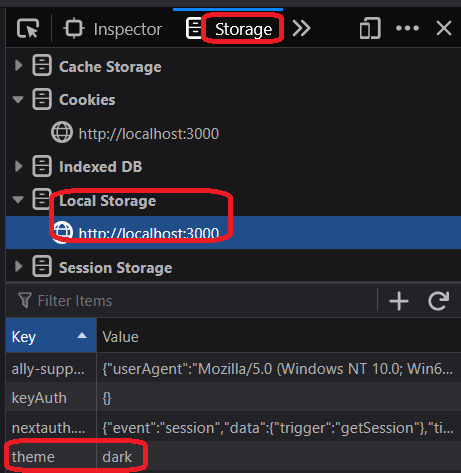 Inspector Storage
Cache Storage
Cookies
http://localhost:3000
Indexed DB
Local Storage
http://localhost:3000
Session Storage
Filter Items
Key Value
ally-supp... {"userAgent":"Mozilla/5.0 (Windows NT 10.0; Win6...
keyAuth {}
nextauth.... {"event":"session","data":{"trigger":"getSession"},"ti...
theme dark